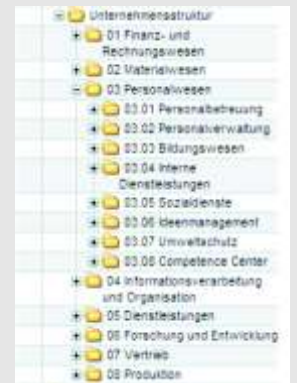 Unternehmensstruktur
01 Finanz- und
Rechnungswesen
02 Materialwesen
03 Personalwesen
03.01 Personalbetreuung
03.02 Personalverwaltung
03.03 Bildungswesen
03.04 Interne
Dienstleistungen
03.05 Sozialdienste
03.06 Ideenmanagement
03.07 Umweltschutz
03.08 Competence Center
04 Informationsverarbeitung
und Organisation
05 Dienstleistungen
06 Forschung und Entwicklung
07 Vertrieb
08 Produktion